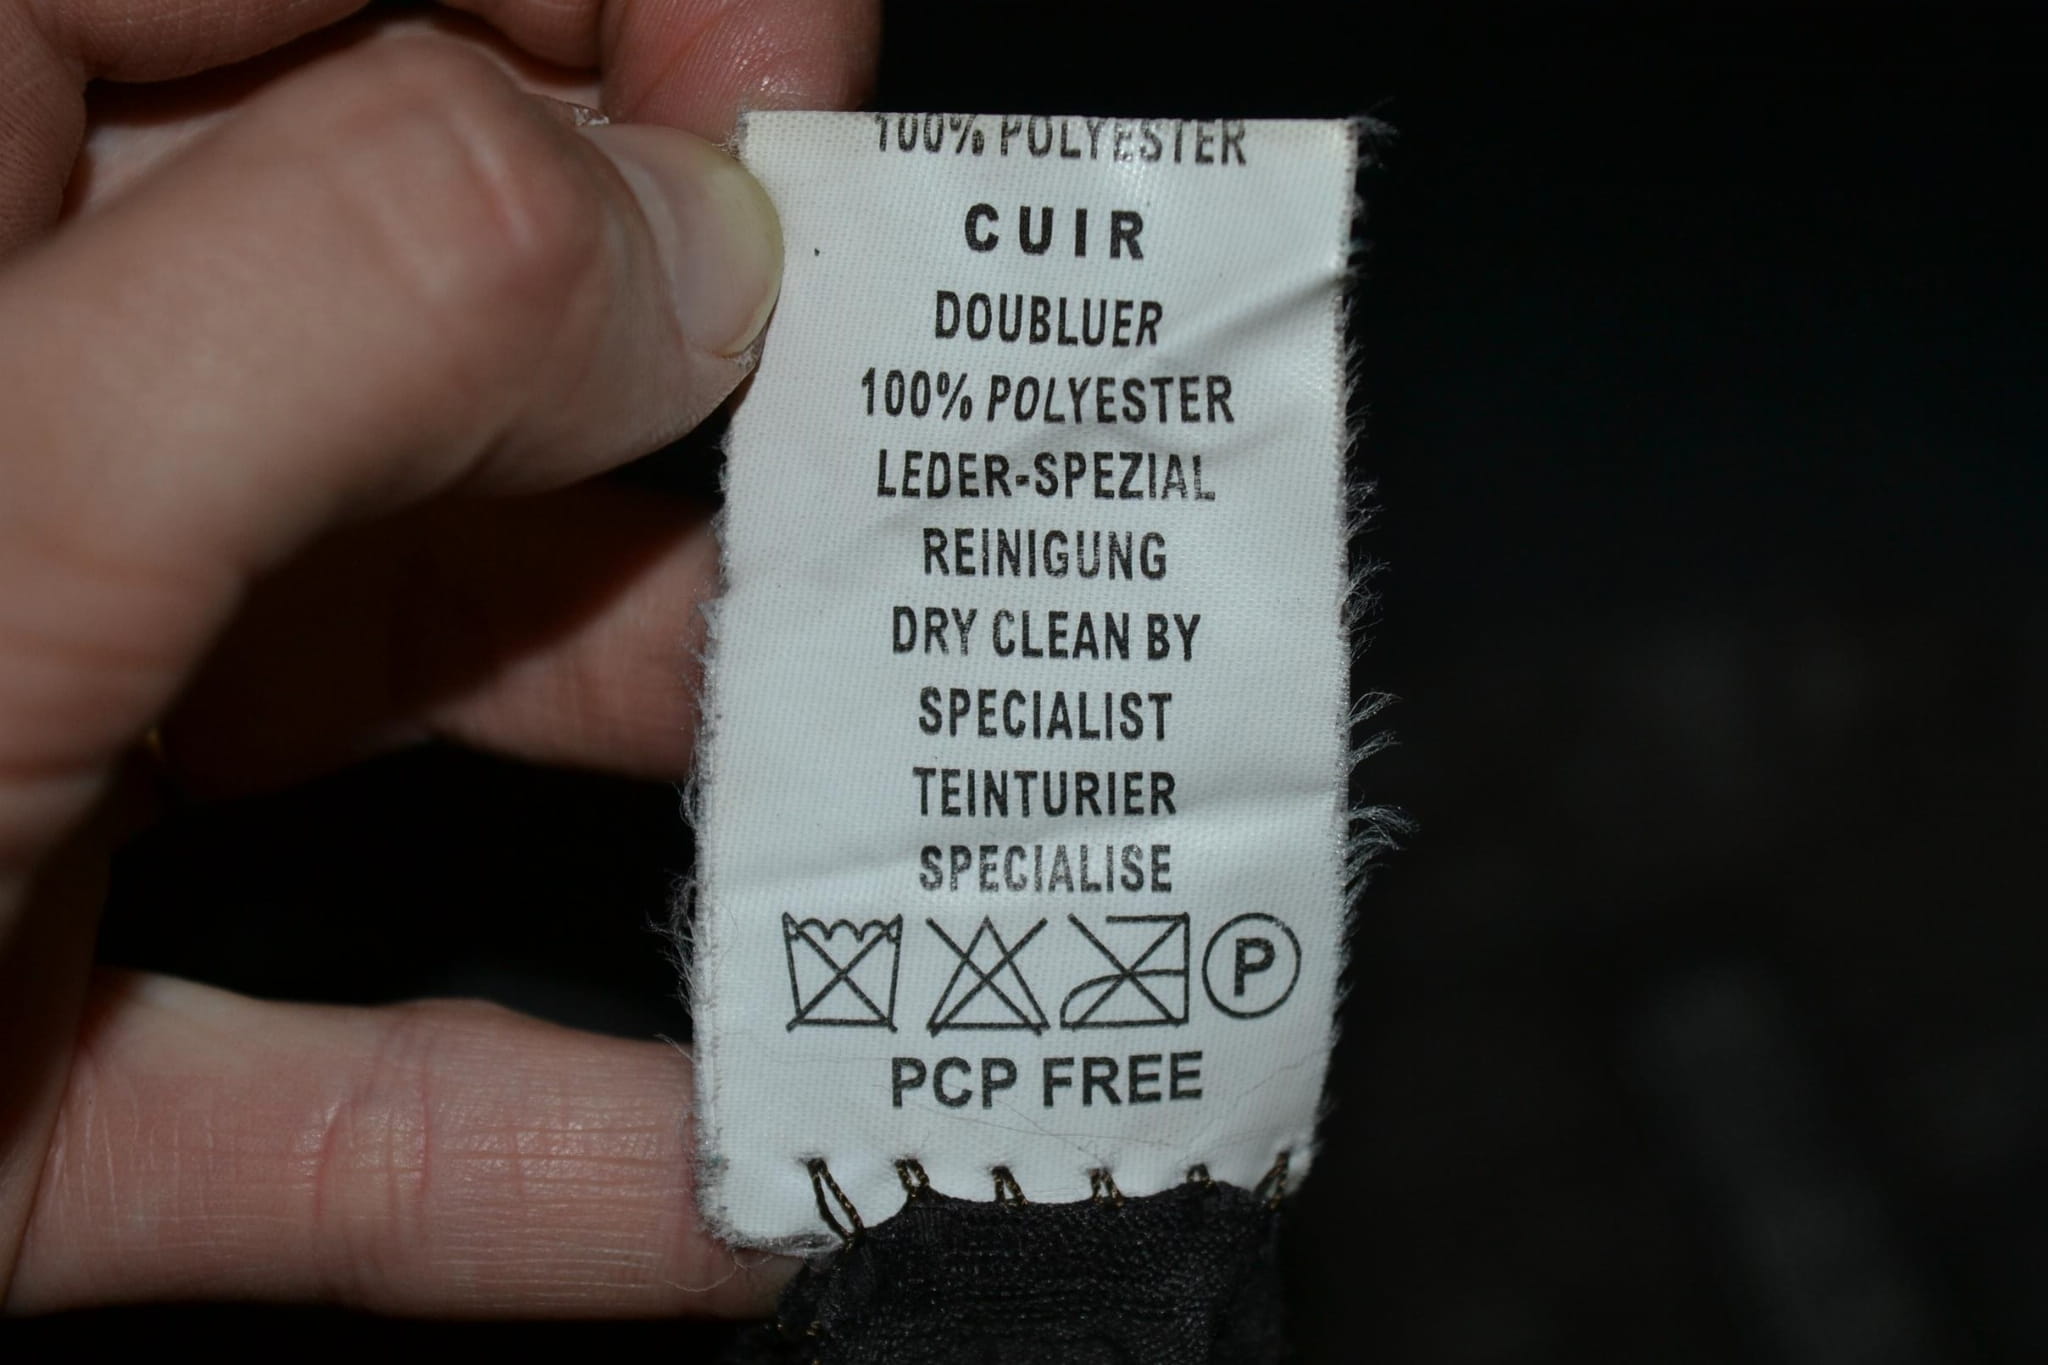 100% POLYESTER
CUIR
DOUBLUER
100% POLYESTER
LEDER-SPEZIAL
REINIGUNG
DRY CLEAN BY
SPECIALIST
TEINTURIER
SPECIALISE
P
PCP FREE